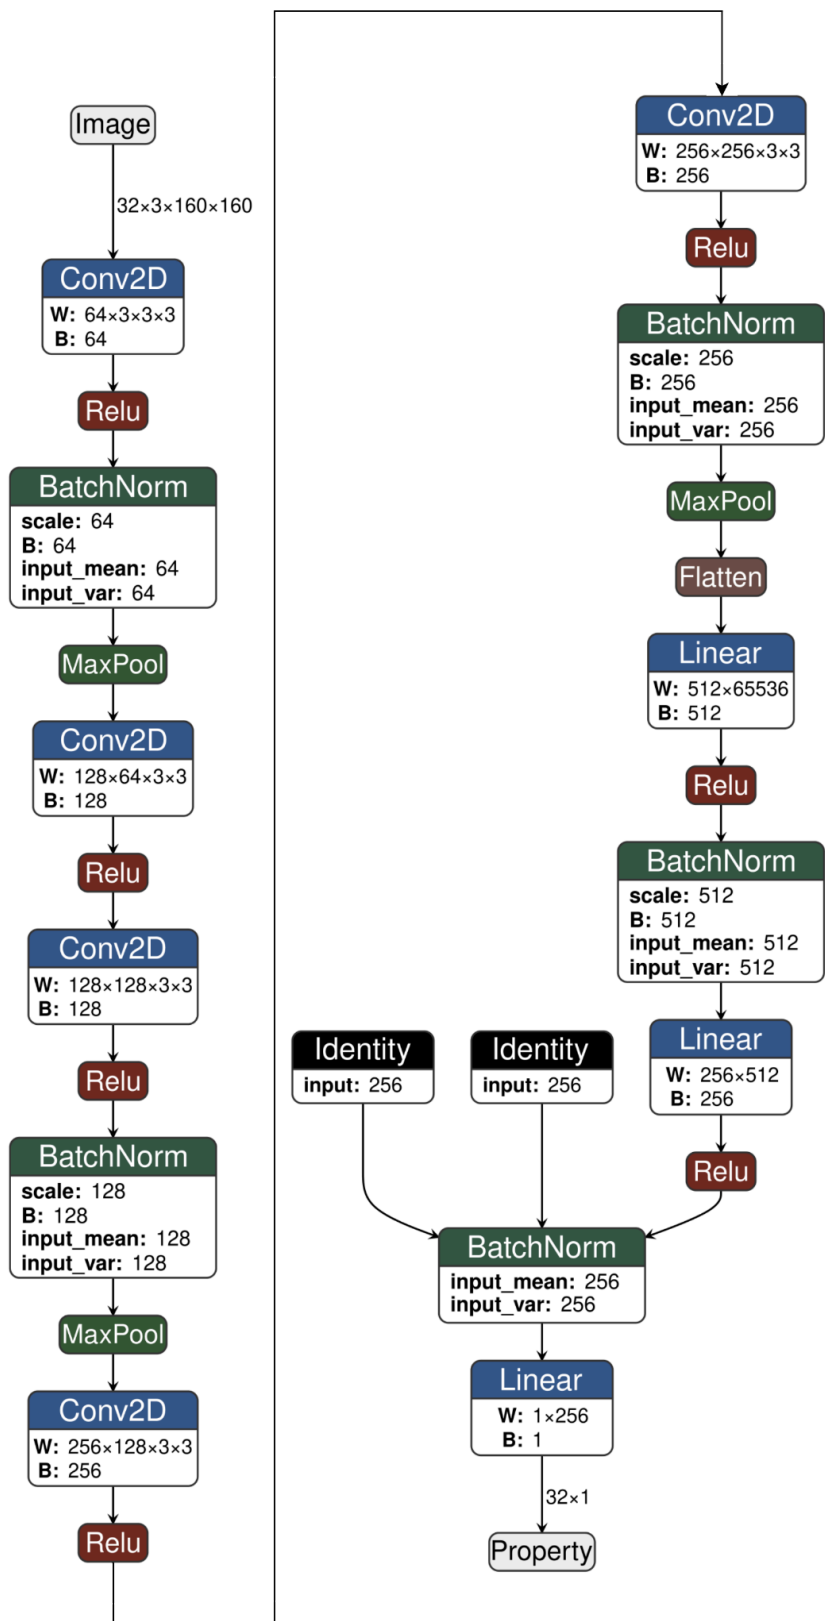 Image
32×3×160×160
Conv2D
W: 64×3×3×3
B: 64
Relu
BatchNorm
scale: 64
B: 64
input_mean: 64
input_var: 64
MaxPool
Conv2D
W: 128×64×3×3
B: 128
Relu
Conv2D
W: 128×128×3×3
B: 128
Relu
BatchNorm
scale: 128
B: 128
input_mean: 128
input_var: 128
MaxPool
Conv2D
W: 256×128×3×3
B: 256
Relu
Conv2D
W: 256×256×3×3
B: 256
Relu
BatchNorm
scale: 256
B: 256
input_mean: 256
input_var: 256
MaxPool
Flatten
Linear
W: 512×65536
B: 512
Relu
BatchNorm
scale: 512
B: 512
input_mean: 512
input_var: 512
Linear
W: 256×512
B: 256
Relu
Identity
input: 256
Identity
input: 256
BatchNorm
input_mean: 256
input_var: 256
Linear
W: 1×256
B: 1
32×1
Property